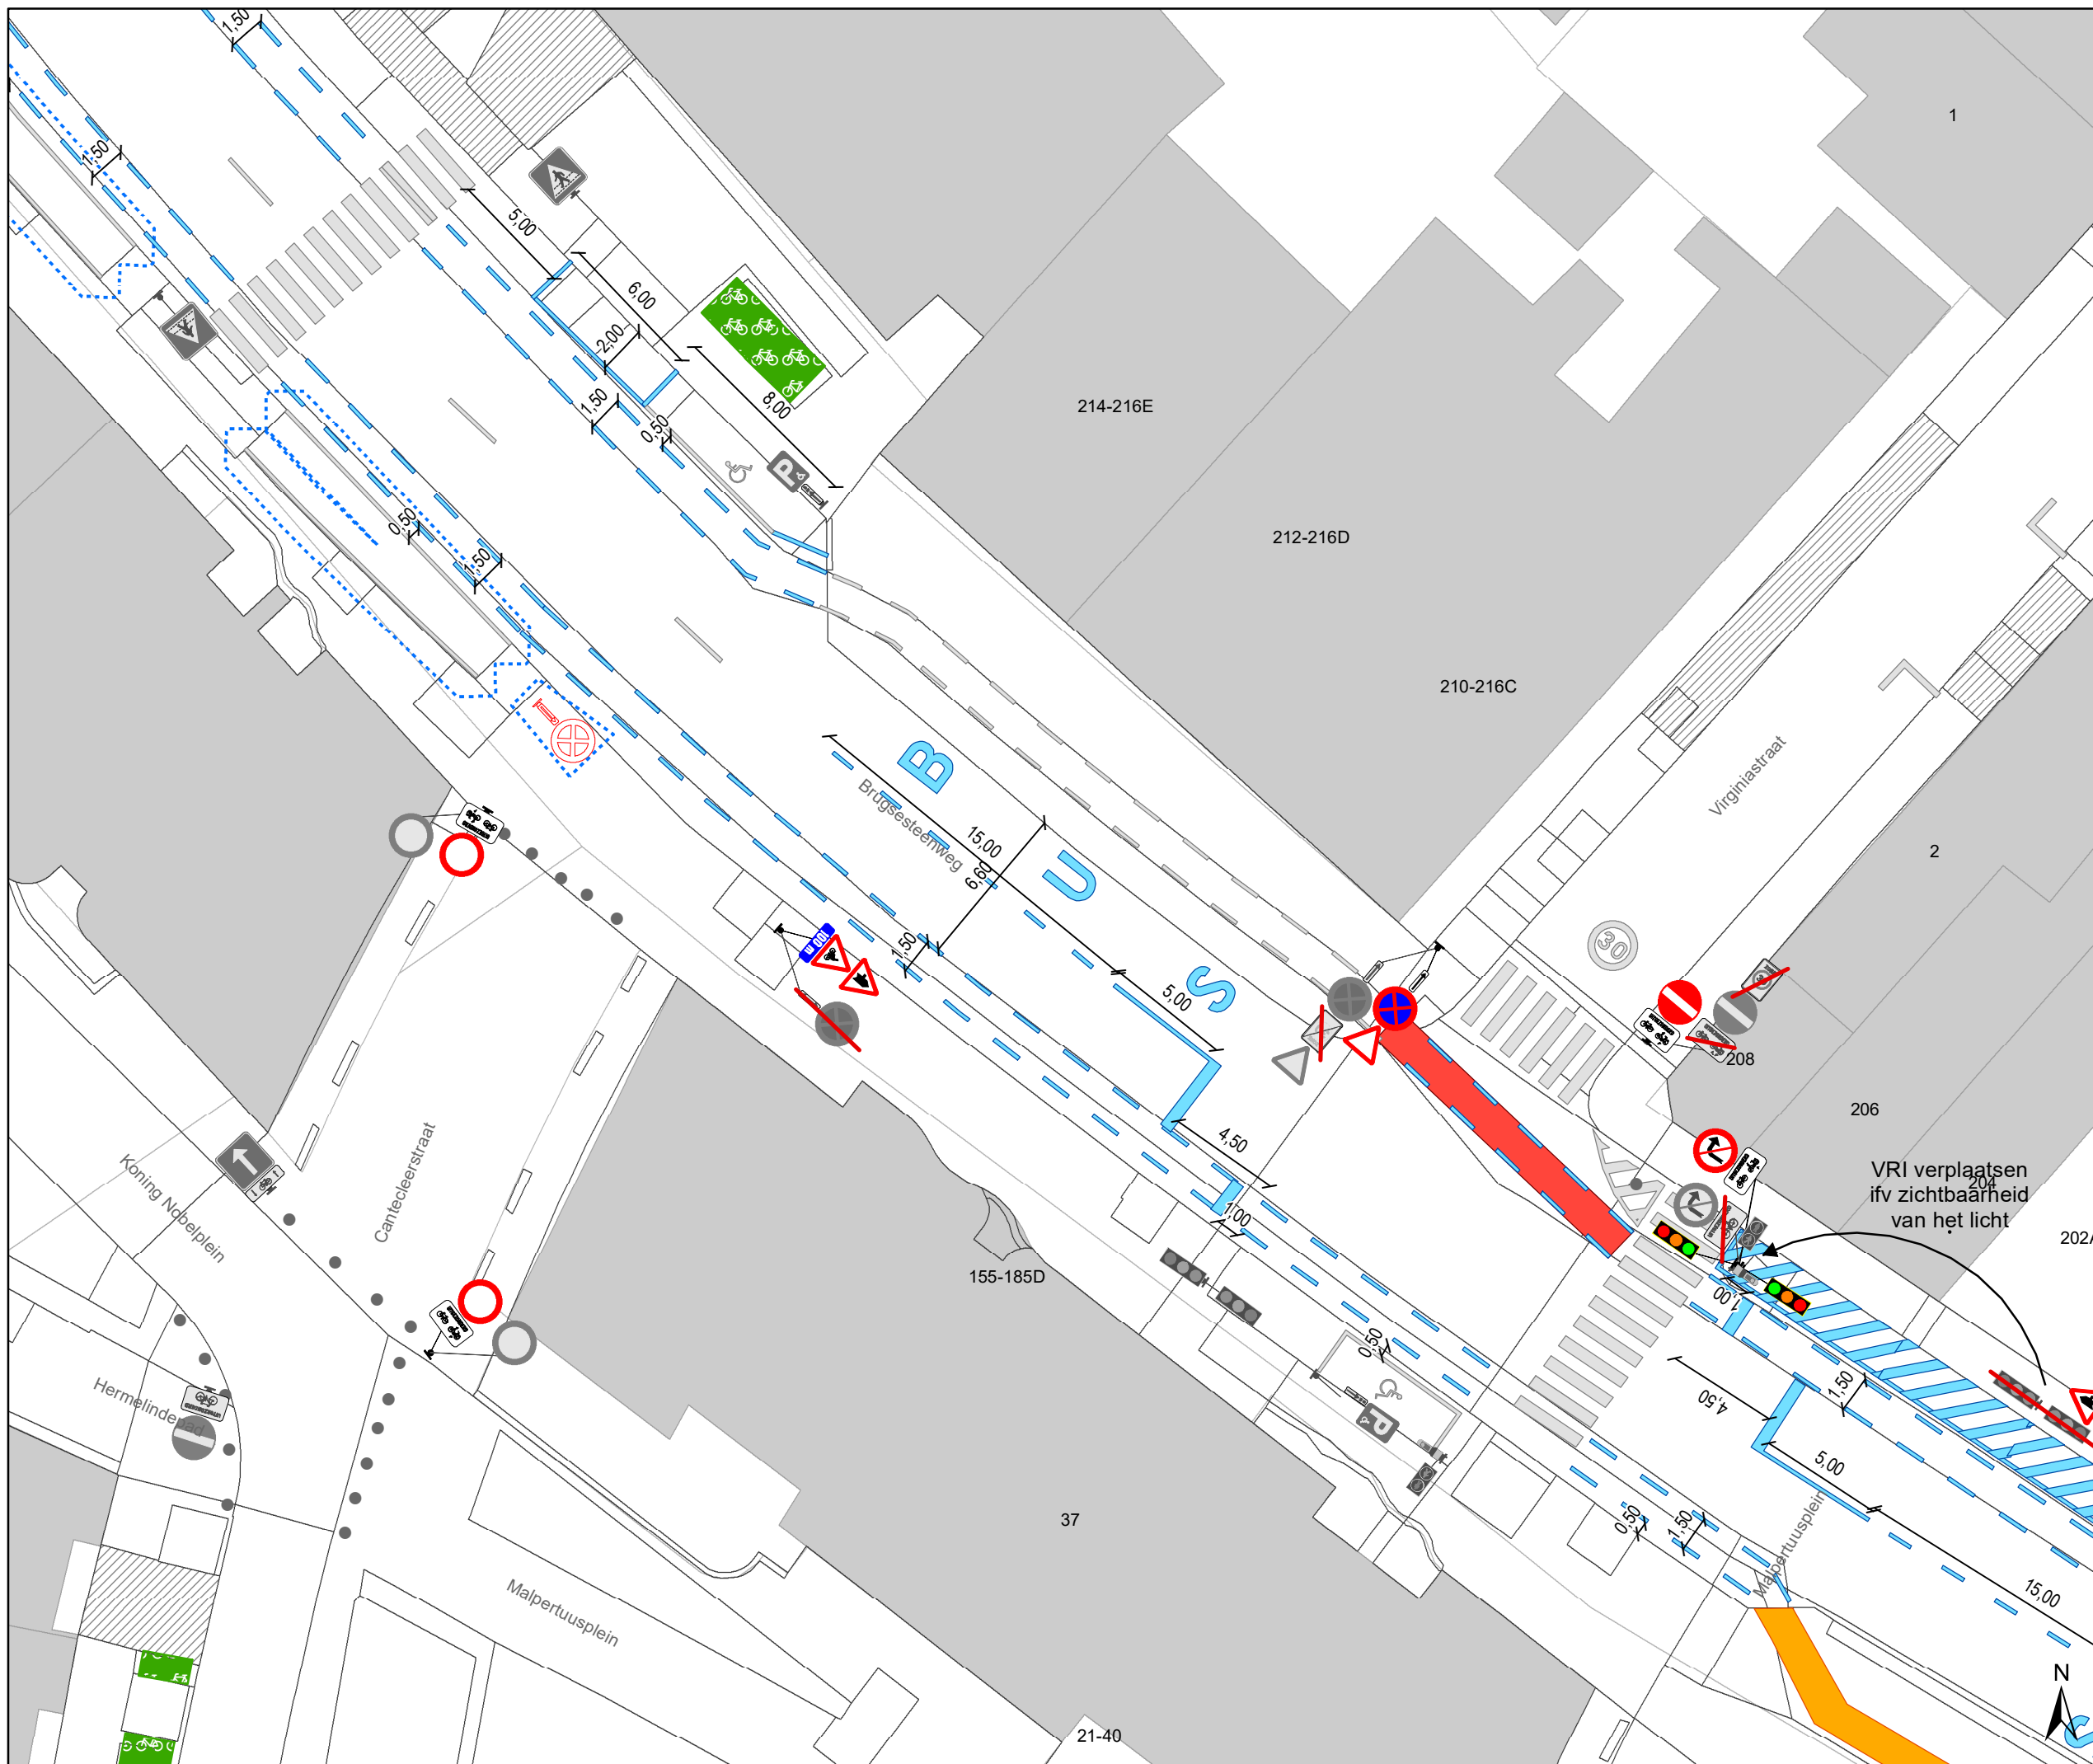 1,50
1,50
1
5,00
6,00
2,00
8,00
1,50
0,50
P
214-216E
0,50
1,50
212-216D
210-216C
Virginiastraat
B
U
S
Brugsesteenweg
15,00
6,60
1,50
5,00
4,50
1,00
100 m
30
2
208
206
204
202A
VRI verplaatsen
ifv zichtbaarheid
van het licht
Koning Nobelplein
Cantecleerstraat
Hermelindepad
155-185D
0,50
P
1,00
4,50
1,50
5,00
15,00
0,50
1,50
Malpertuusplein
37
Malpertuusplein
21-40
N